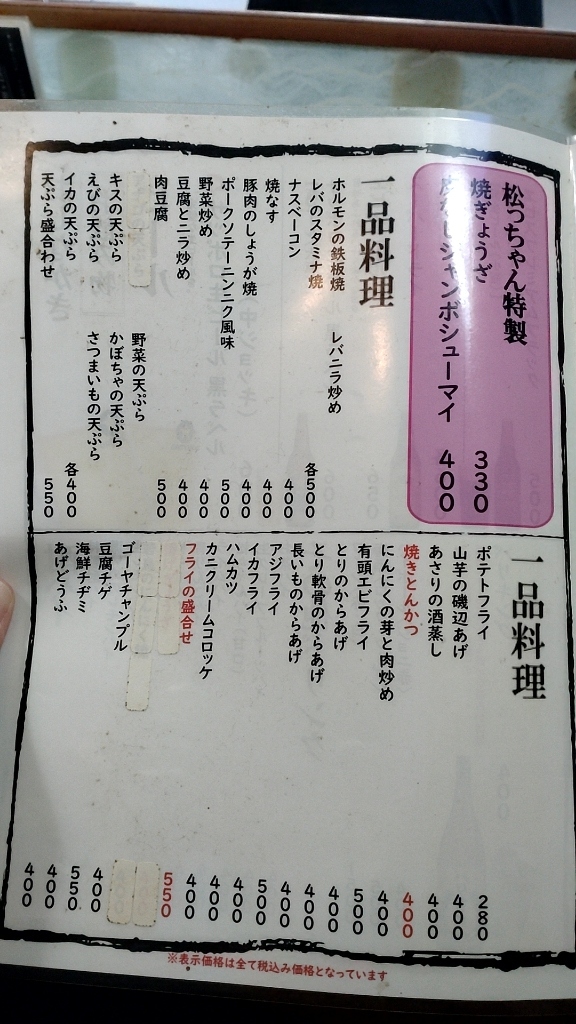 松っちゃん特製
焼ぎょうざ 330
皮なしジャンボシューマイ 400
一品料理
ホルモンの鉄板焼 レバニラ炒め
レバのスタミナ焼 各500
ナスベーコン 400
焼なす 400
豚肉のしょうが焼 400
ポークソテーニンニク風味 500
野菜炒め 400
豆腐とニラ炒め 400
肉豆腐 500
野菜の天ぷら
キスの天ぷら かぼちゃの天ぷら
えびの天ぷら さつまいもの天ぷら
イカの天ぷら 各400
天ぷら盛合わせ 550
一品料理
ポテトフライ 280
山芋の磯辺あげ 400
あさりの酒蒸し 400
焼きとんかつ 400
にんにくの芽と肉炒め 400
有頭エビフライ 500
とりのからあげ 400
とり軟骨のからあげ 400
長いものからあげ 400
アジフライ 500
イカフライ 400
ハムカツ 400
カニクリームコロッケ 400
フライの盛合せ 550
ゴーヤチャンプル 400
豆腐チゲ 550
海鮮チヂミ 400
あげどうふ 400
※表示価格は全て税込み価格となっています